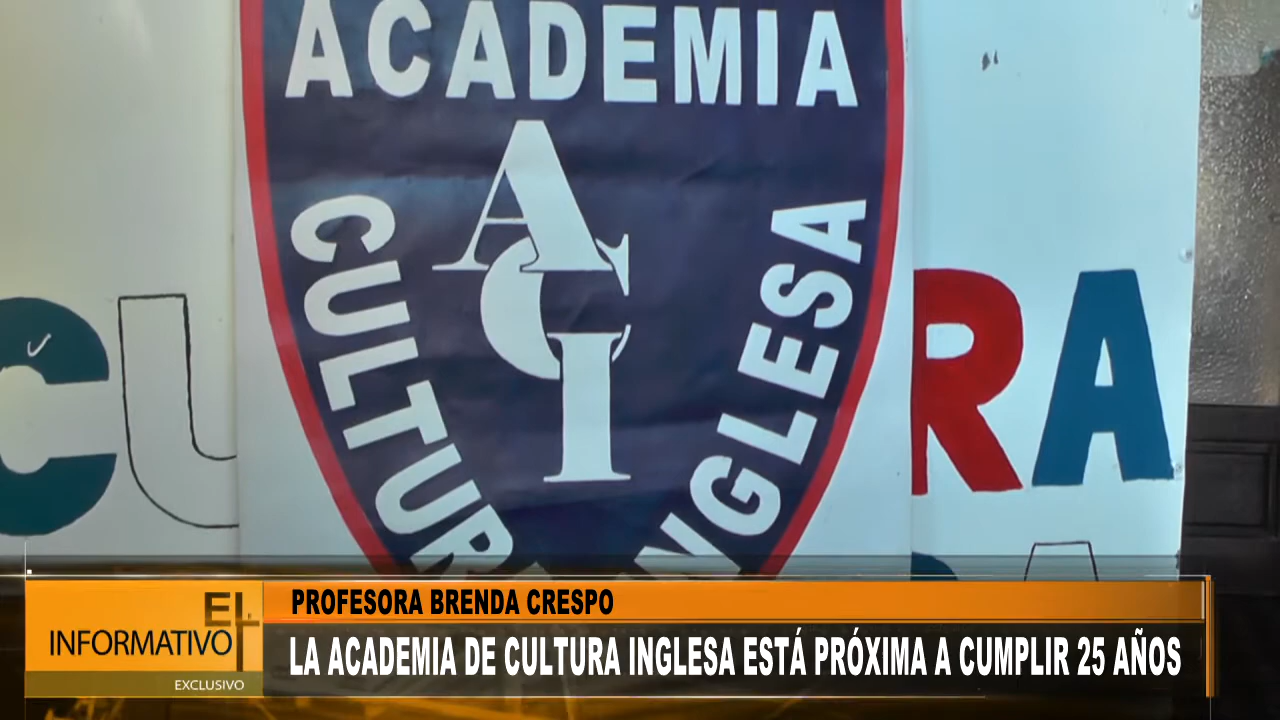 ACADEMIA
ACI
CULTURA
INGLESA
CU
RA
PROFESORA BRENDA CRESPO
EL
INFORMATIVO
EXCLUSIVO
LA ACADEMIA DE CULTURA INGLESA ESTÁ PRÓXIMA A CUMPLIR 25 AÑOS